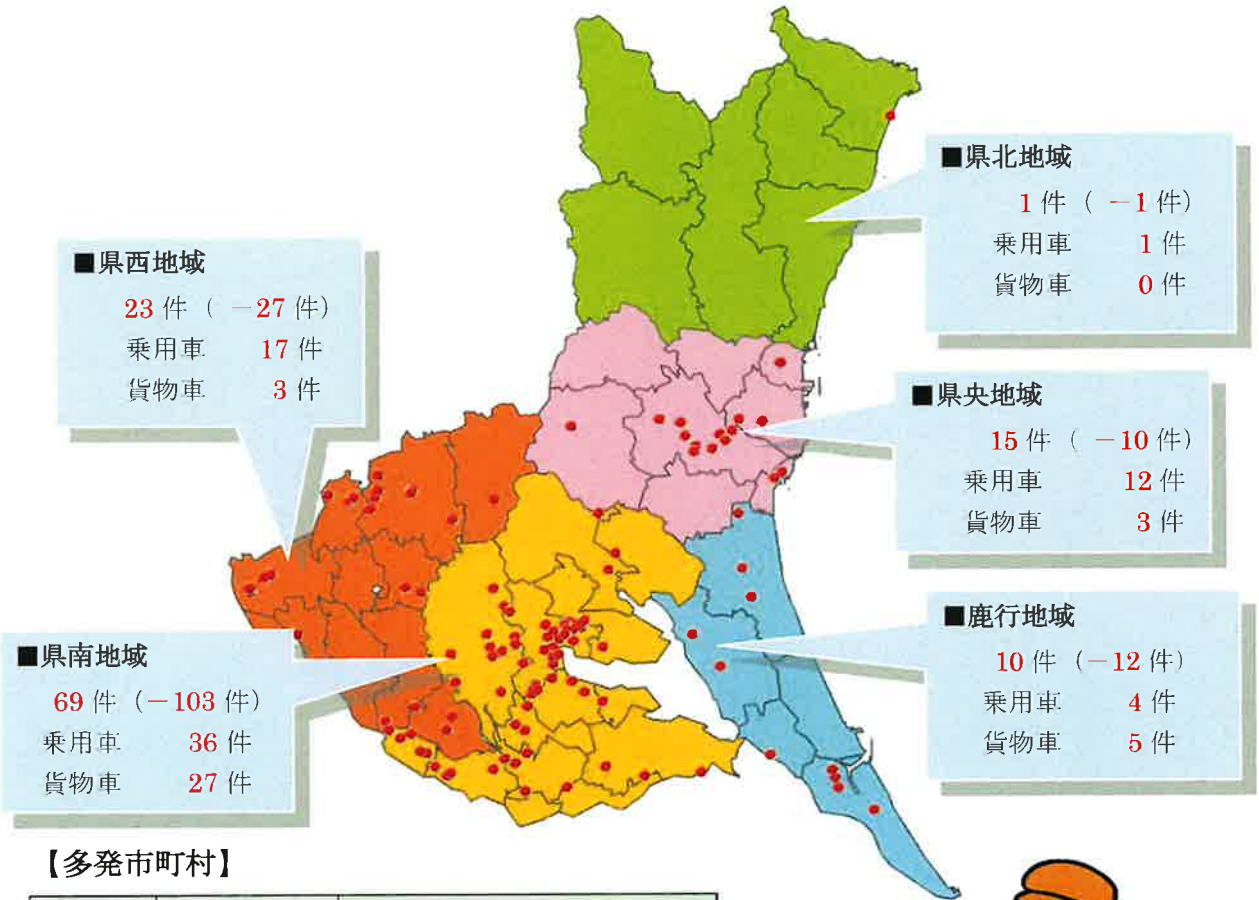 ■県北地域
1件（－1件）
乗用車 1件
貨物車 0件
■県西地域
23件（－27件）
乗用車 17件
貨物車 3件
■県央地域
15件（－10件）
乗用車 12件
貨物車 3件
■鹿行地域
10件（－12件）
乗用車 4件
貨物車 5件
■県南地域
69件（－103件）
乗用車 36件
貨物車 27件
【多発市町村】